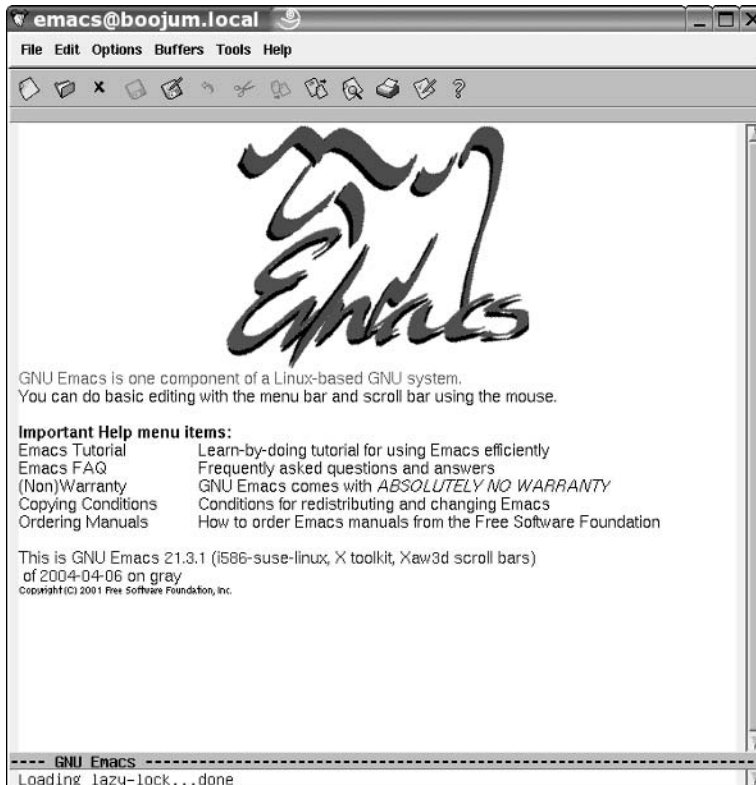 emacs@boojum.local
File Edit Options Buffers Tools Help
Emacs
GNU Emacs is one component of a Linux-based GNU system.
You can do basic editing with the menu bar and scroll bar using the mouse.
Important Help menu items:
Emacs Tutorial Learn-by-doing tutorial for using Emacs efficiently
Emacs FAQ Frequently asked questions and answers
(Non)Warranty GNU Emacs comes with ABSOLUTELY NO WARRANTY
Copying Conditions Conditions for redistributing and changing Emacs
Ordering Manuals How to order Emacs manuals from the Free Software Foundation
This is GNU Emacs 21.3.1 (i586-suse-linux, X toolkit, Xaw3d scroll bars)
of 2004-04-06 on gray
Copyright (C) 2001 Free Software Foundation, Inc.
---- GNU Emacs ----------------------------------------------------------------
Loading lazy-lock...done